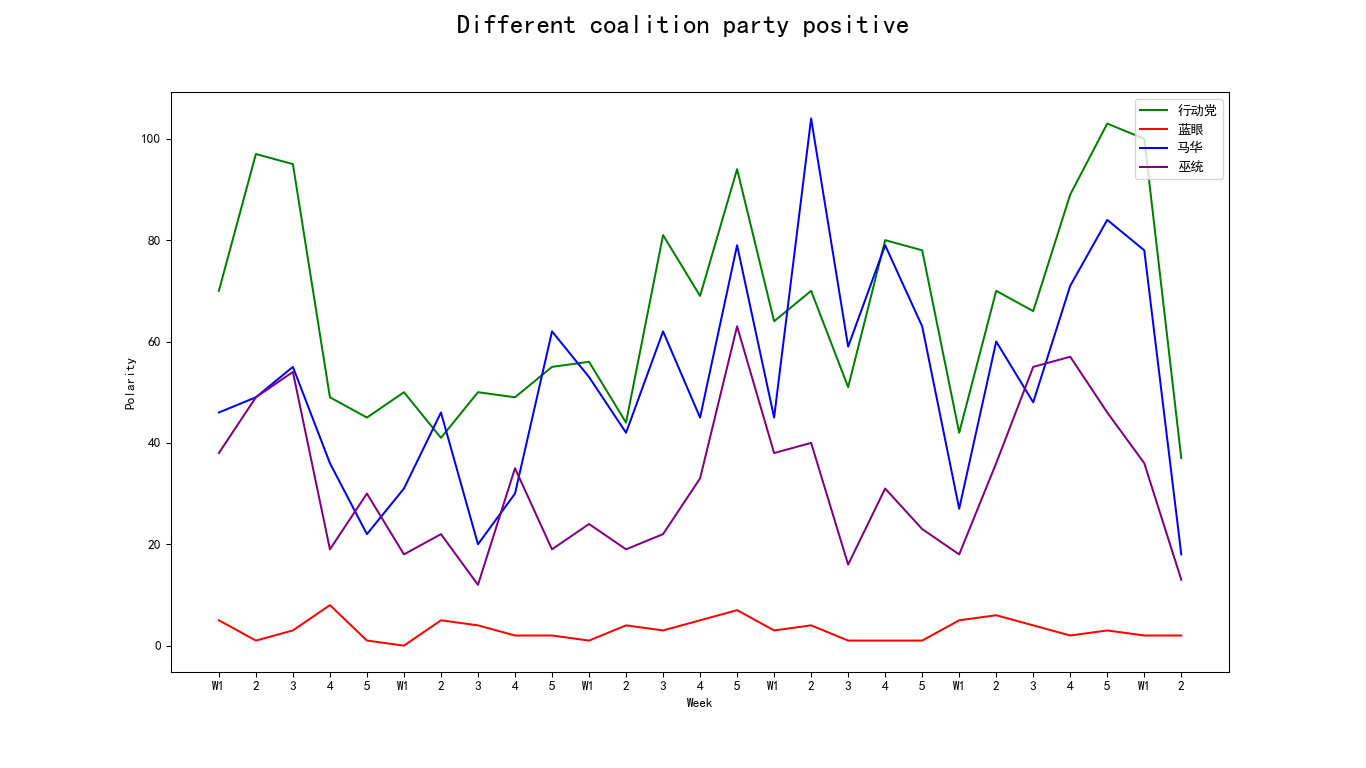 Different coalition party positive
行动党
蓝眼
马华
巫统
100
80
60
40
20
0
Polarity
W1 2 3 4 5 W1 2 3 4 5 W1 2 3 4 5 W1 2 3 4 5 W1 2 3 4 5 W1 2
Week